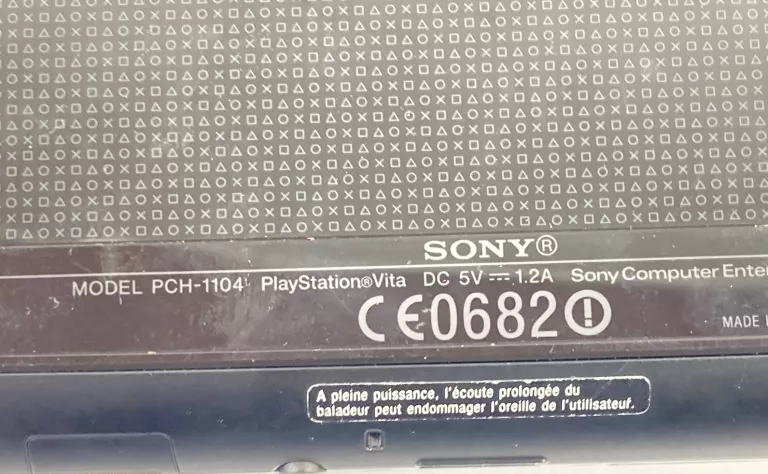 SONY®
MODEL PCH-1104 PlayStation®Vita DC 5V ⎓ 1.2A Sony Computer
CE0682
MADE
A pleine puissance, l'écoute prolongée du
baladeur peut endommager l'oreille de l'utilisateur.